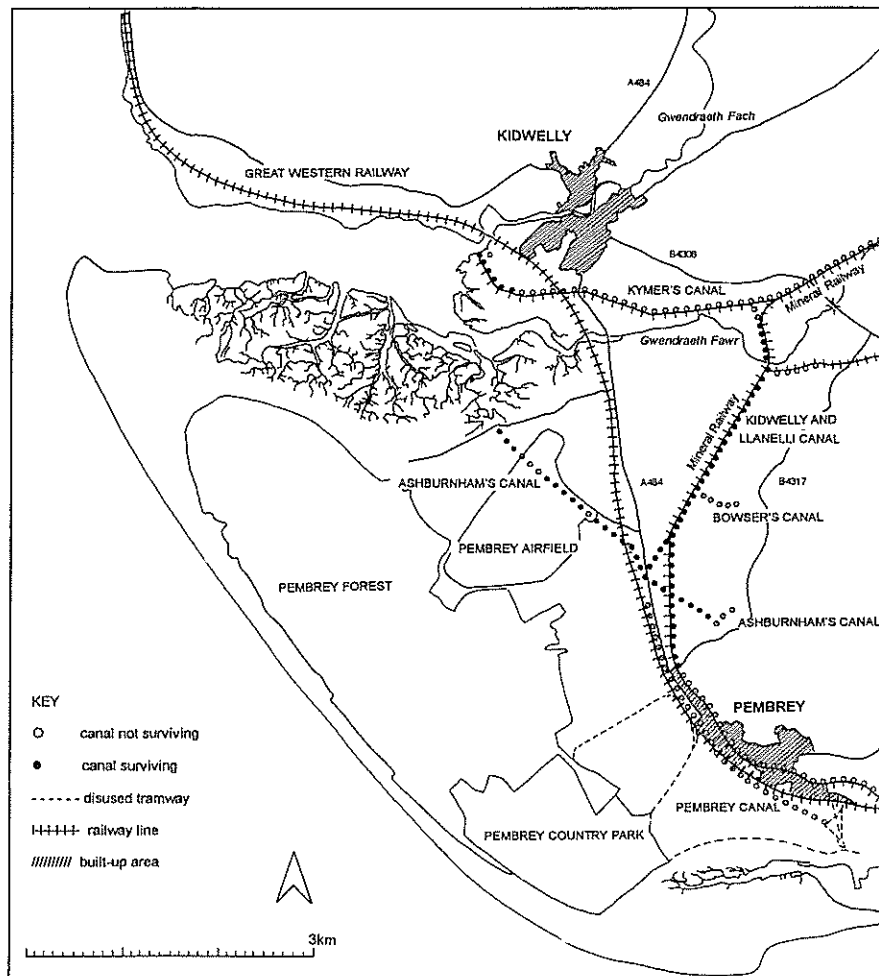 A484
Gwendraeth Fach
KIDWELLY
GREAT WESTERN RAILWAY
B4308
KYMER'S CANAL
Mineral Railway
Gwendraeth Fawr
Mineral Railway
KIDWELLY AND
LLANELLI CANAL
ASHBURNHAM'S CANAL
A484
B4317
BOWSER'S CANAL
PEMBREY AIRFIELD
PEMBREY FOREST
ASHBURNHAM'S CANAL
KEY
canal not surviving
canal surviving
disused tramway
railway line
built-up area
PEMBREY
PEMBREY CANAL
PEMBREY COUNTRY PARK
3km